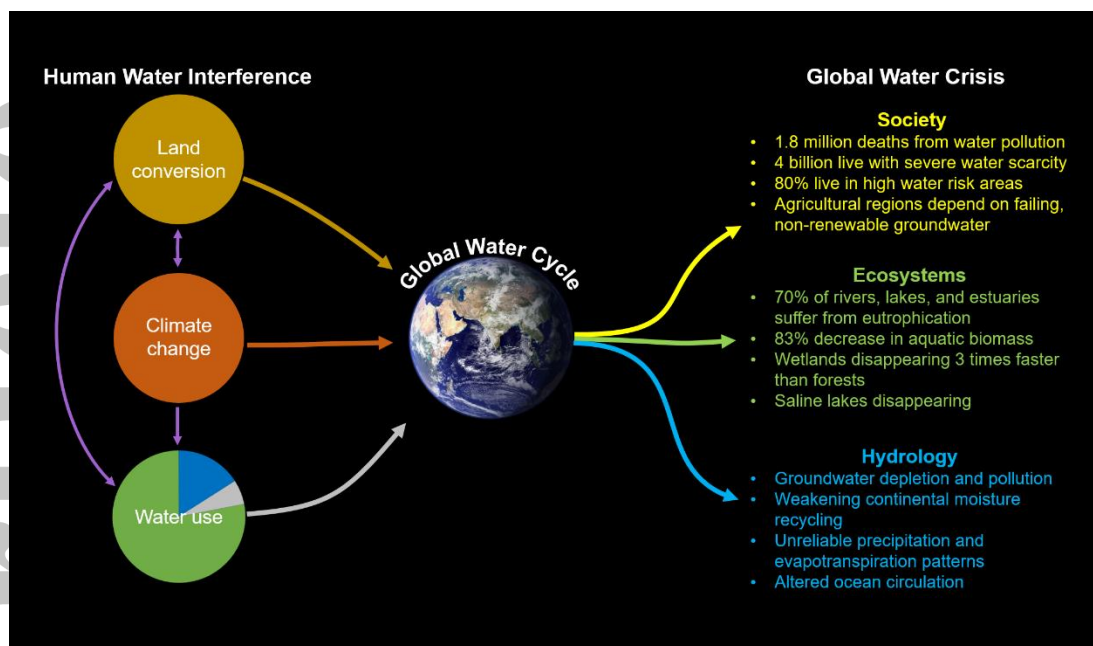 Human Water Interference
Land
conversion
Climate
change
Water use
Global Water Cycle
Global Water Crisis
Society
• 1.8 million deaths from water pollution
• 4 billion live with severe water scarcity
• 80% live in high water risk areas
• Agricultural regions depend on failing,
non-renewable groundwater
Ecosystems
• 70% of rivers, lakes, and estuaries
suffer from eutrophication
• 83% decrease in aquatic biomass
• Wetlands disappearing 3 times faster
than forests
• Saline lakes disappearing
Hydrology
• Groundwater depletion and pollution
• Weakening continental moisture
recycling
• Unreliable precipitation and
evapotranspiration patterns
• Altered ocean circulation